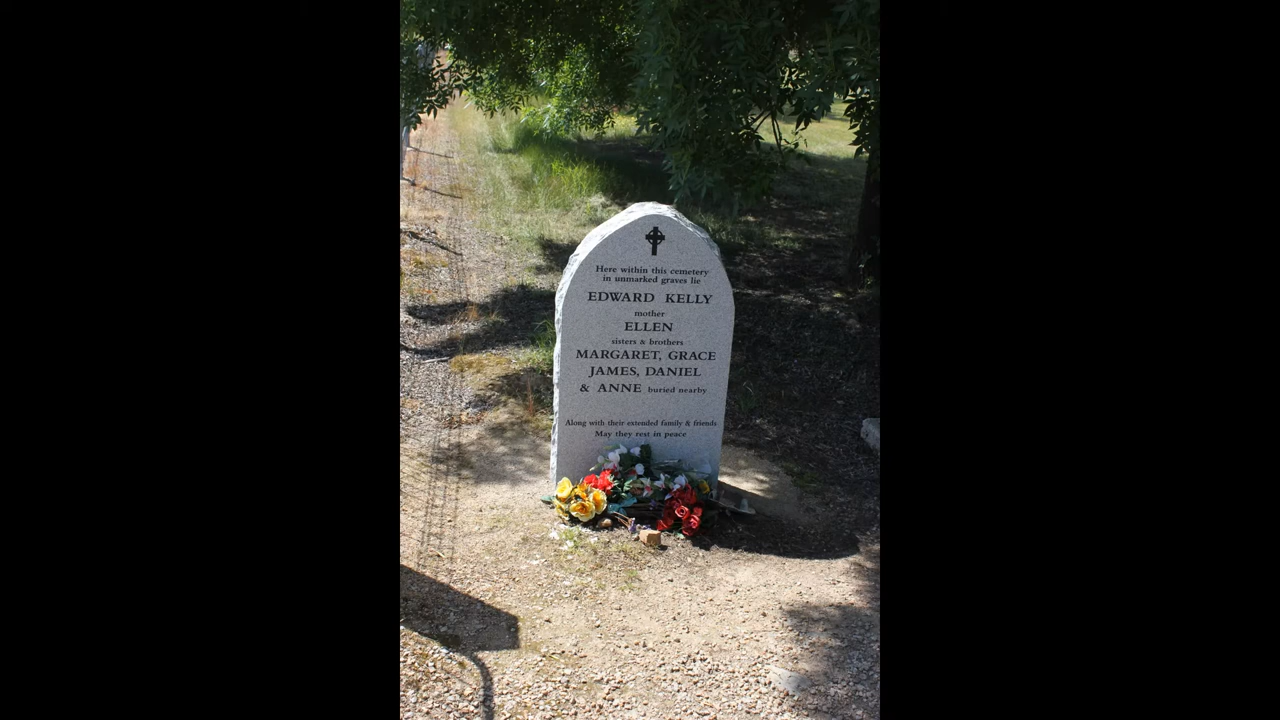 Here within this cemetery
in unmarked graves lie
EDWARD KELLY
mother
ELLEN
sisters & brothers
MARGARET, GRACE
JAMES, DANIEL
& ANNE buried nearby
Along with their extended family & friends
May they rest in peace